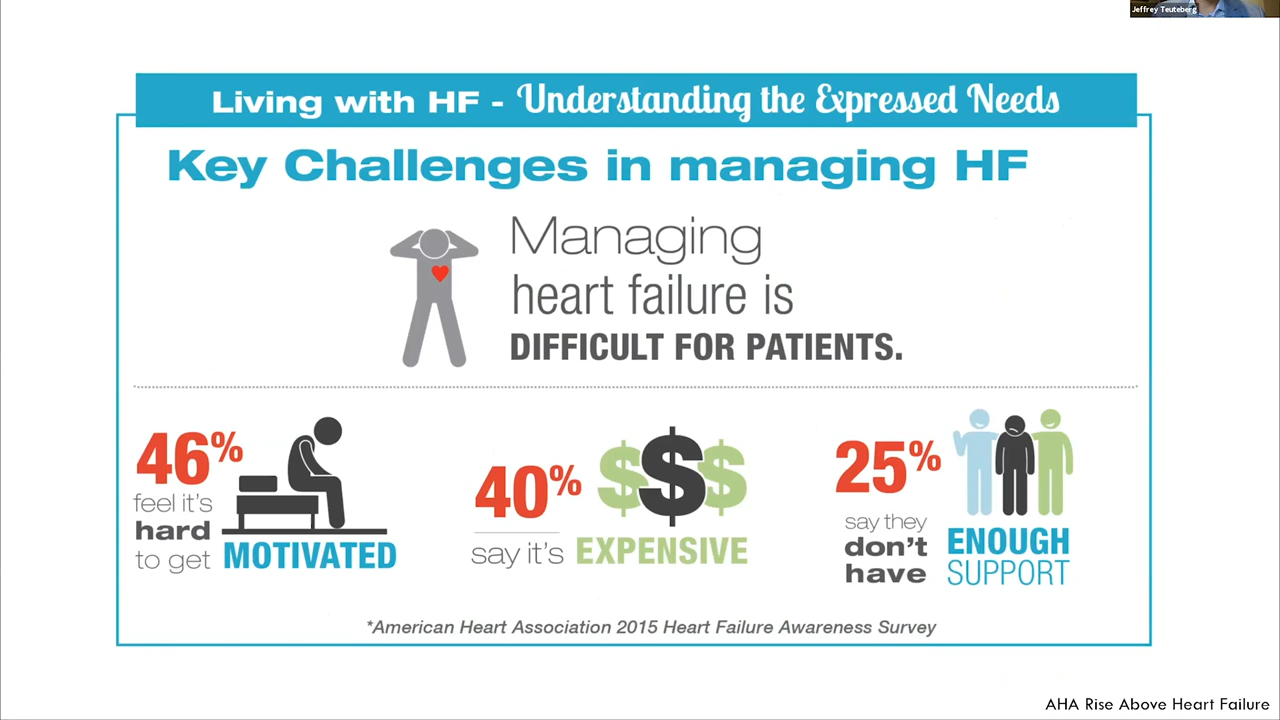 Jeffrey Teuteberg
Living with HF - Understanding the Expressed Needs
Key Challenges in managing HF
Managing
heart failure is
DIFFICULT FOR PATIENTS.
46%
feel it's
hard
to get MOTIVATED
$$$
40%
say it's EXPENSIVE
25%
say they
don't
have
ENOUGH
SUPPORT
*American Heart Association 2015 Heart Failure Awareness Survey
AHA Rise Above Heart Failure